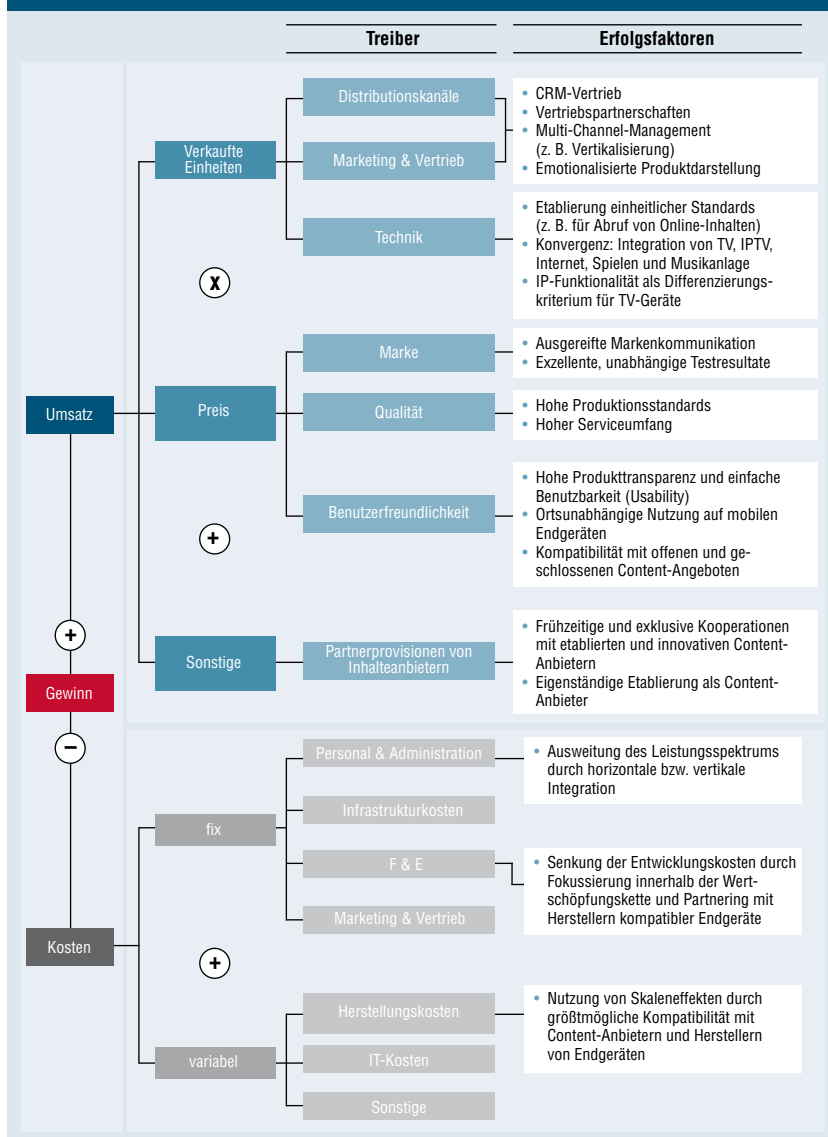 Treiber
Erfolgsfaktoren
Distributionskanäle
• CRM-Vertrieb
• Vertriebspartnerschaften
• Multi-Channel-Management
(z. B. Vertikalisierung)
• Emotionalisierte Produktdarstellung
Verkaufte
Einheiten
Marketing & Vertrieb
Technik
• Etablierung einheitlicher Standards
(z. B. für Abruf von Online-Inhalten)
• Konvergenz: Integration von TV, IPTV,
Internet, Spielen und Musikanlage
• IP-Funktionalität als Differenzierungs-
kriterium für TV-Geräte
x
Marke
• Ausgereifte Markenkommunikation
• Exzellente, unabhängige Testresultate
Umsatz
Preis
Qualität
• Hohe Produktionsstandards
• Hoher Serviceumfang
Benutzerfreundlichkeit
• Hohe Produkttransparenz und einfache
Benutzbarkeit (Usability)
• Ortsunabhängige Nutzung auf mobilen
Endgeräten
• Kompatibilität mit offenen und ge-
schlossenen Content-Angeboten
+
+
Sonstige
Partnerprovisionen von
Inhalteanbietern
• Frühzeitige und exklusive Kooperationen
mit etablierten und innovativen Content-
Anbietern
• Eigenständige Etablierung als Content-
Anbieter
Gewinn
–
Personal & Administration
• Ausweitung des Leistungsspektrums
durch horizontale bzw. vertikale
Integration
Infrastrukturkosten
fix
F & E
• Senkung der Entwicklungskosten durch
Fokussierung innerhalb der Wert-
schöpfungskette und Partnering mit
Herstellern kompatibler Endgeräte
Marketing & Vertrieb
Kosten
+
Herstellungskosten
• Nutzung von Skaleneffekten durch
größtmögliche Kompatibilität mit
Content-Anbietern und Herstellern
von Endgeräten
variabel
IT-Kosten
Sonstige